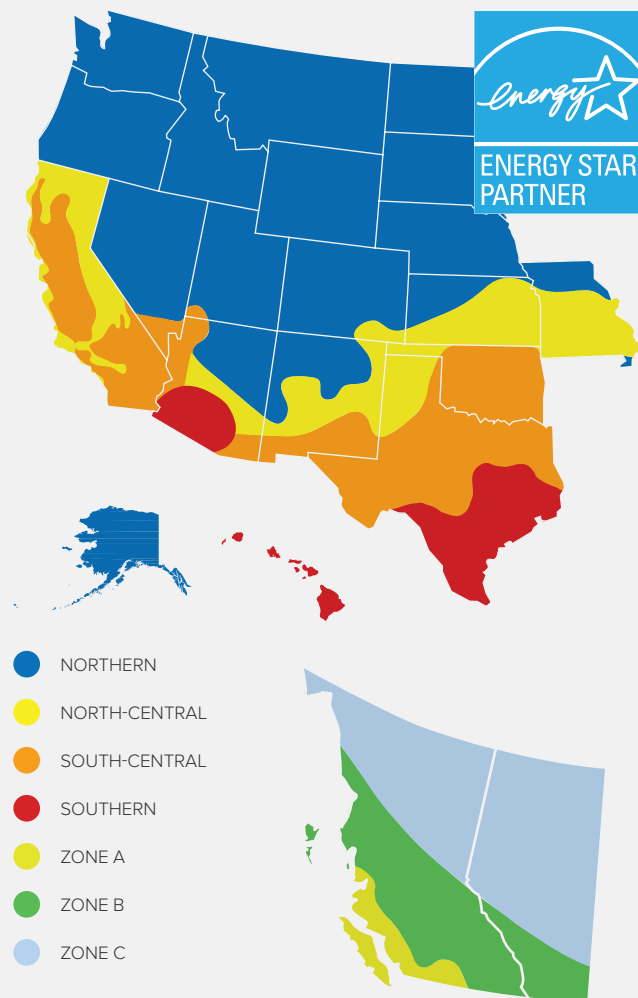 energy
ENERGY STAR
PARTNER
NORTHERN
NORTH-CENTRAL
SOUTH-CENTRAL
SOUTHERN
ZONE A
ZONE B
ZONE C